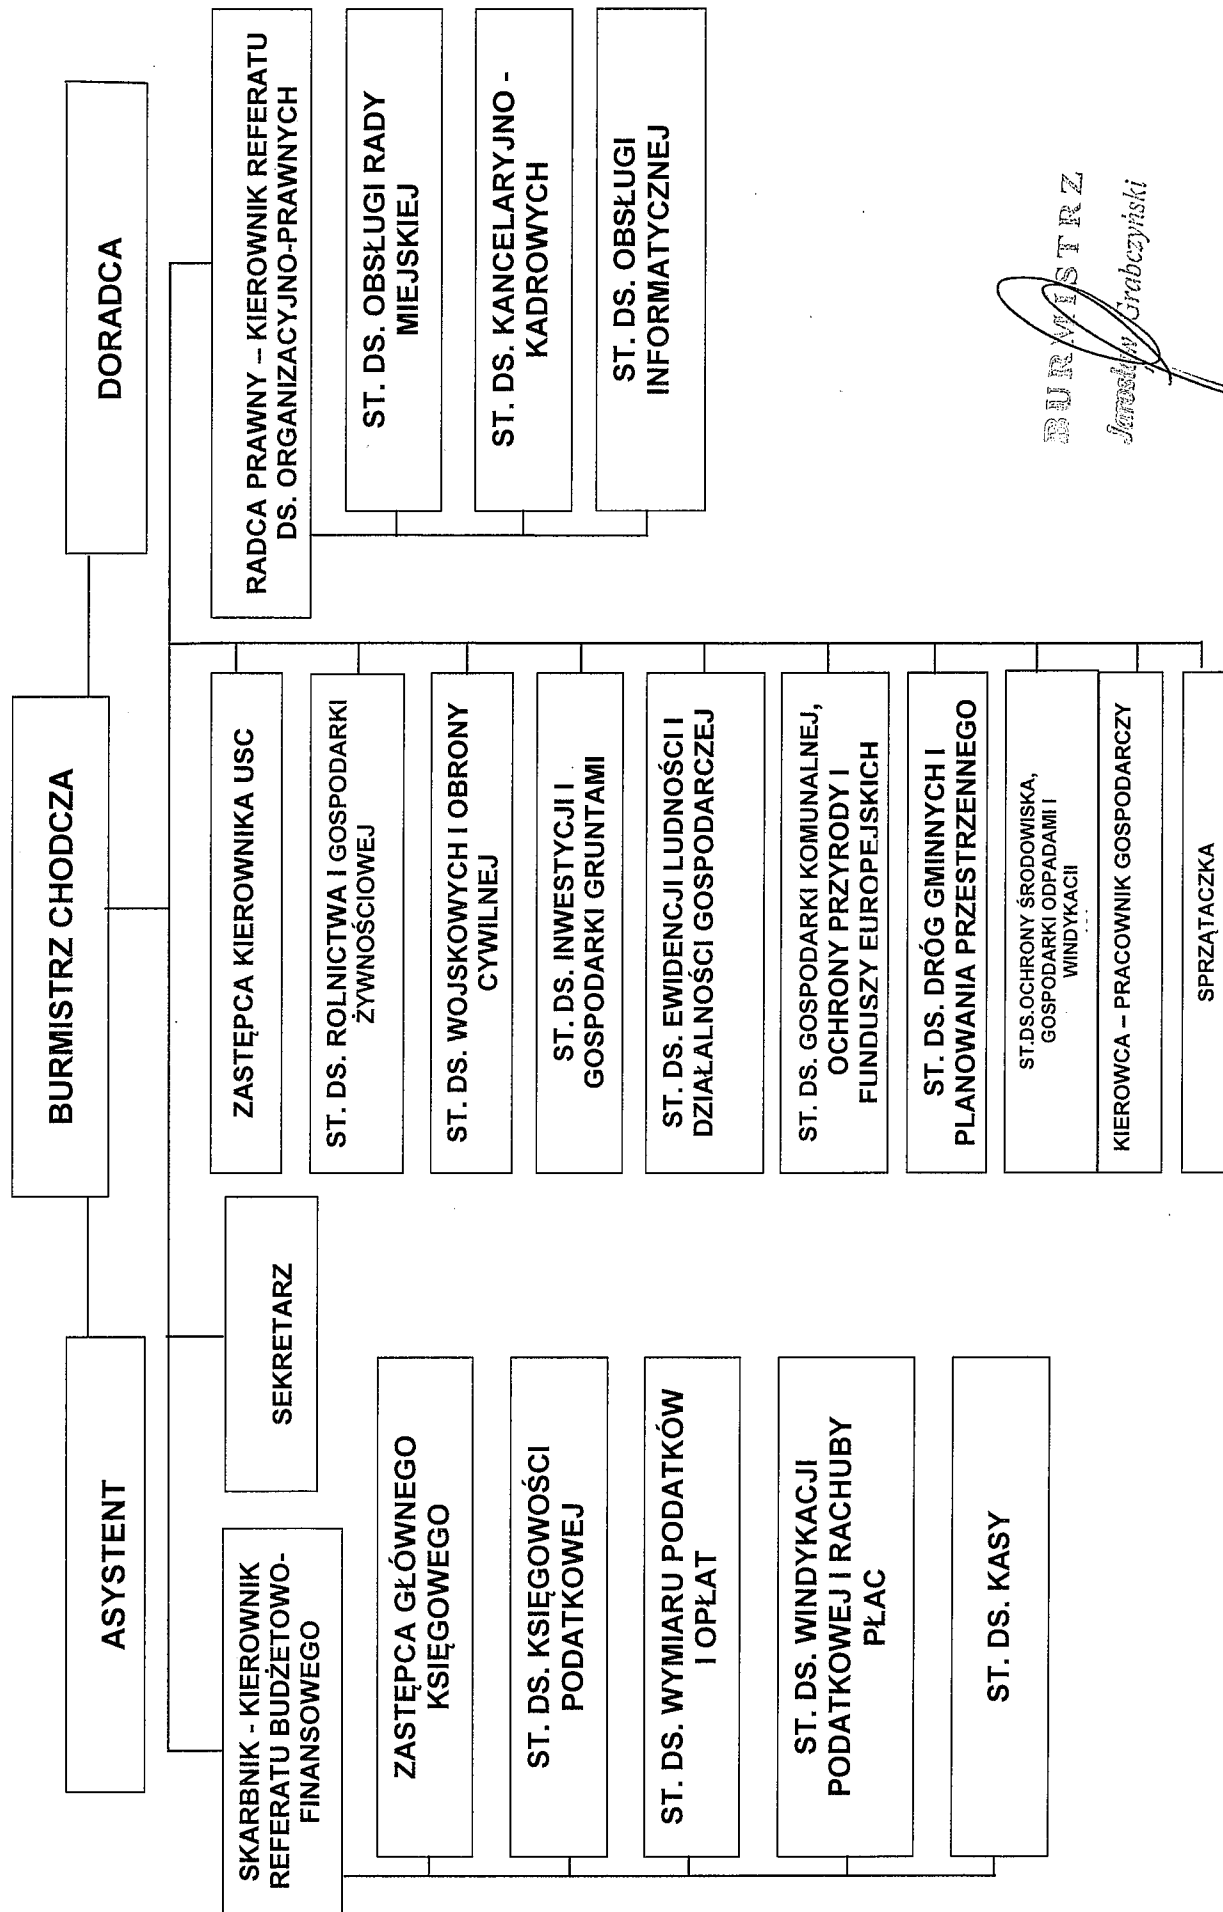 BURMISTRZ CHODCZA
ASYSTENT
DORADCA
SKARBNIK - KIEROWNIK
REFERATU BUDŻETOWO-
FINANSOWEGO
ZASTĘPCA GŁÓWNEGO
KSIĘGOWEGO
ST. DS. KSIĘGOWOŚCI
PODATKOWEJ
ST. DS. WYMIARU PODATKÓW
I OPŁAT
ST. DS. WINDYKACJI
PODATKOWEJ I RACHUBY
PŁAC
ST. DS. KASY
SEKRETARZ
ZASTĘPCA KIEROWNIKA USC
ST. DS. ROLNICTWA I GOSPODARKI
ŻYWNOŚCIOWEJ
ST. DS. WOJSKOWYCH I OBRONY
CYWILNEJ
ST. DS. INWESTYCJI I
GOSPODARKI GRUNTAMI
ST. DS. EWIDENCJI LUDNOŚCI I
DZIAŁALNOŚCI GOSPODARCZEJ
ST. DS. GOSPODARKI KOMUNALNEJ,
OCHRONY PRZYRODY I
FUNDUSZY EUROPEJSKICH
ST. DS. DRÓG GMINNYCH I
PLANOWANIA PRZESTRZENNEGO
ST.DS.OCHRONY ŚRODOWISKA,
GOSPODARKI ODPADAMI I
WINDYKACJI
KIEROWCA – PRACOWNIK GOSPODARCZY
SPRZĄTACZKA
RADCA PRAWNY – KIEROWNIK REFERATU
DS. ORGANIZACYJNO-PRAWNYCH
ST. DS. OBSŁUGI RADY
MIEJSKIEJ
ST. DS. KANCELARYJNO -
KADROWYCH
ST. DS. OBSŁUGI
INFORMATYCZNEJ
BURMISTRZ
Jarosław Grabczyński